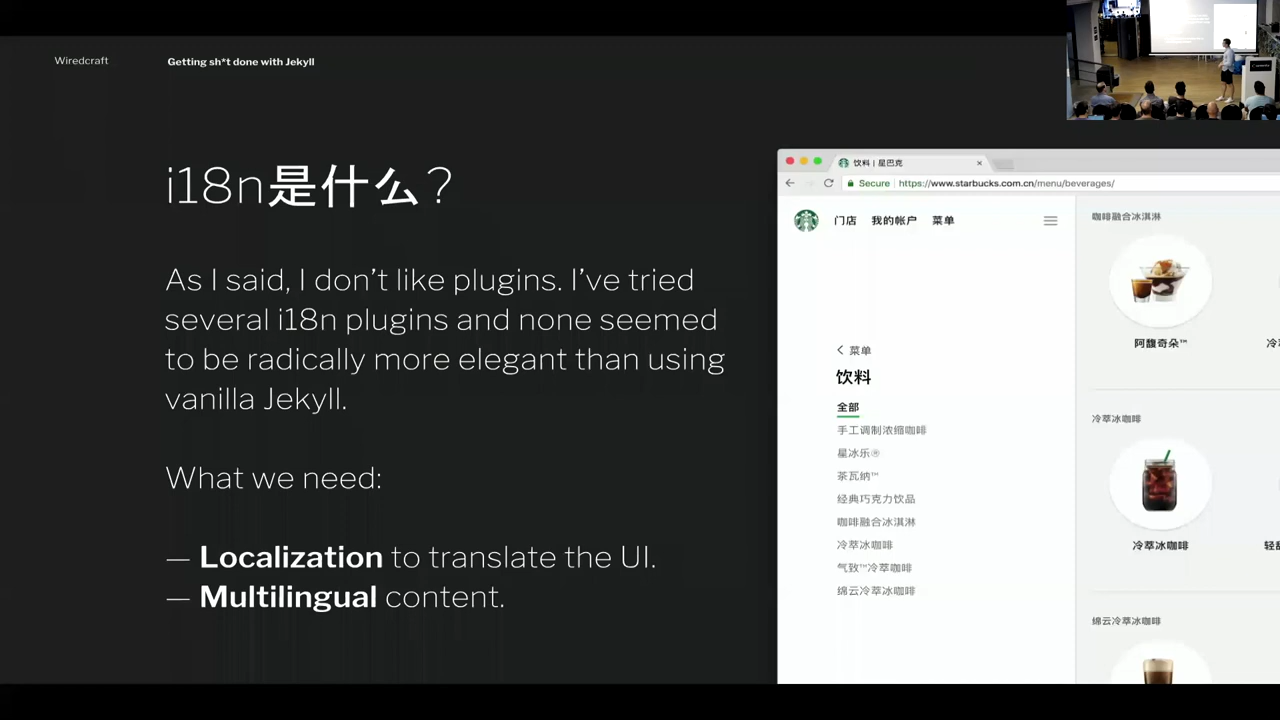 Wiredcraft
Getting sh*t done with Jekyll
i18n是什么?
As I said, I don't like plugins. I've tried
several i18n plugins and none seemed
to be radically more elegant than using
vanilla Jekyll.
What we need:
— Localization to translate the UI.
— Multilingual content.
饮料 | 星巴克
Secure
https://www.starbucks.com.cn/menu/beverages/
门店 我的帐户 菜单
菜单
饮料
全部
手工调制浓缩咖啡
星冰乐®
茶瓦纳™
经典巧克力饮品
咖啡融合冰淇淋
冷萃冰咖啡
气致™冷萃咖啡
绵云冷萃冰咖啡
咖啡融合冰淇淋
阿馥奇朵™
冷萃冰咖啡
冷萃冰咖啡
绵云冷萃冰咖啡